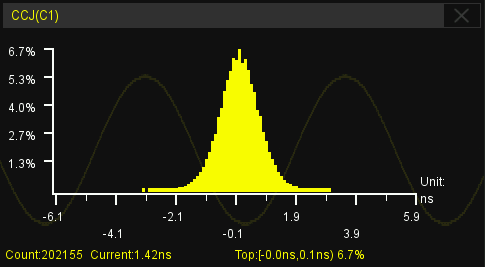 CCJ(C1)
6.7%
5.3%
4.0%
2.7%
1.3%
Unit:
ns
-6.1 -2.1 1.9 5.9
-4.1 -0.1 3.9
Count:202155 Current:1.42ns Top:[-0.0ns,0.1ns) 6.7%